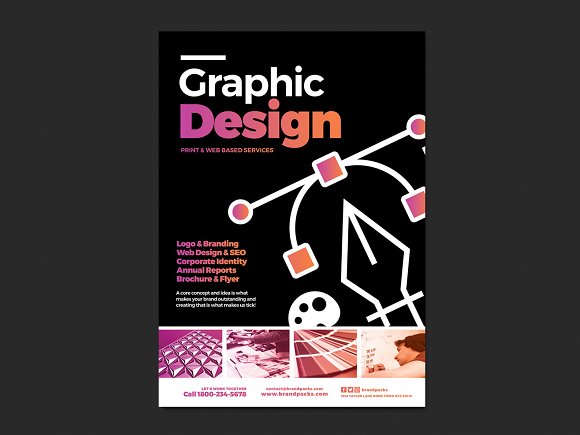 Graphic
Design
PRINT & WEB BASED SERVICES
Logo & Branding
Web Design & SEO
Corporate Identity
Annual Reports
Brochure & Flyer
A core concept and idea is what
makes your brand outstanding and
creating that is what makes us tick!
LET'S WORK TOGETHER
Call 1800-234-5678
contact@brandpacks.com
www.brandpacks.com
brandpacks